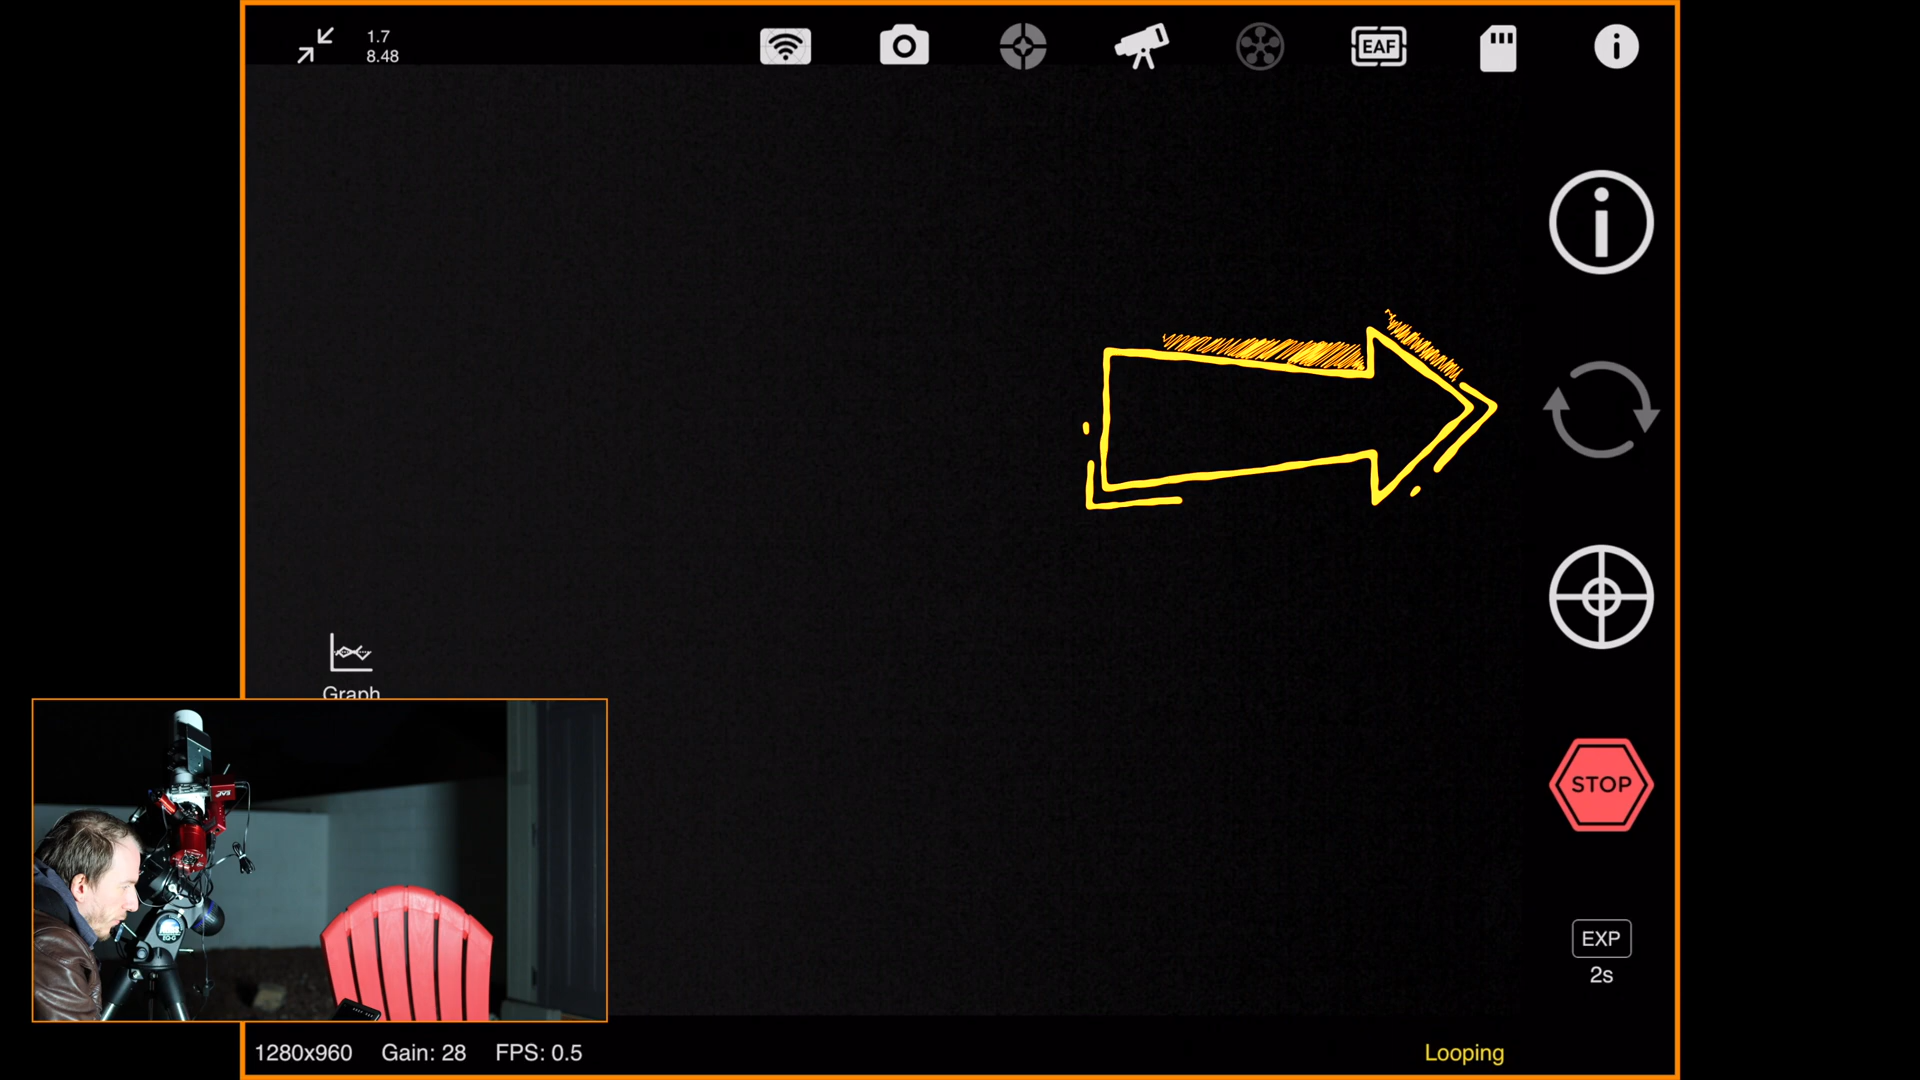 1.7
8.48
EAF
Graph
STOP
EXP
2s
1280x960 Gain: 28 FPS: 0.5
Looping